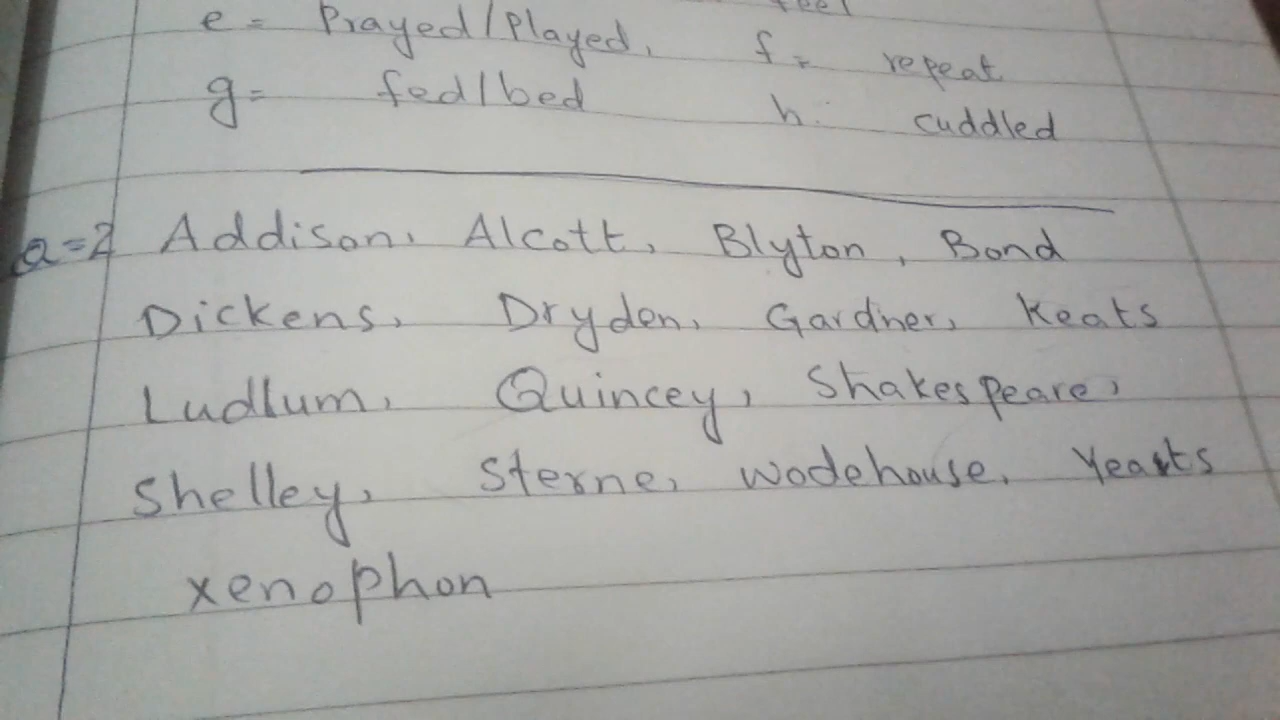 e = Prayed/Played, f = repeat
g = fed/bed h. cuddled
a=2 Addison, Alcott, Blyton, Bond
Dickens, Dryden, Gardner, Keats
Ludlum, Quincey, Shakespeare,
Shelley, Sterne, Wodehouse, Yeats
xenophon